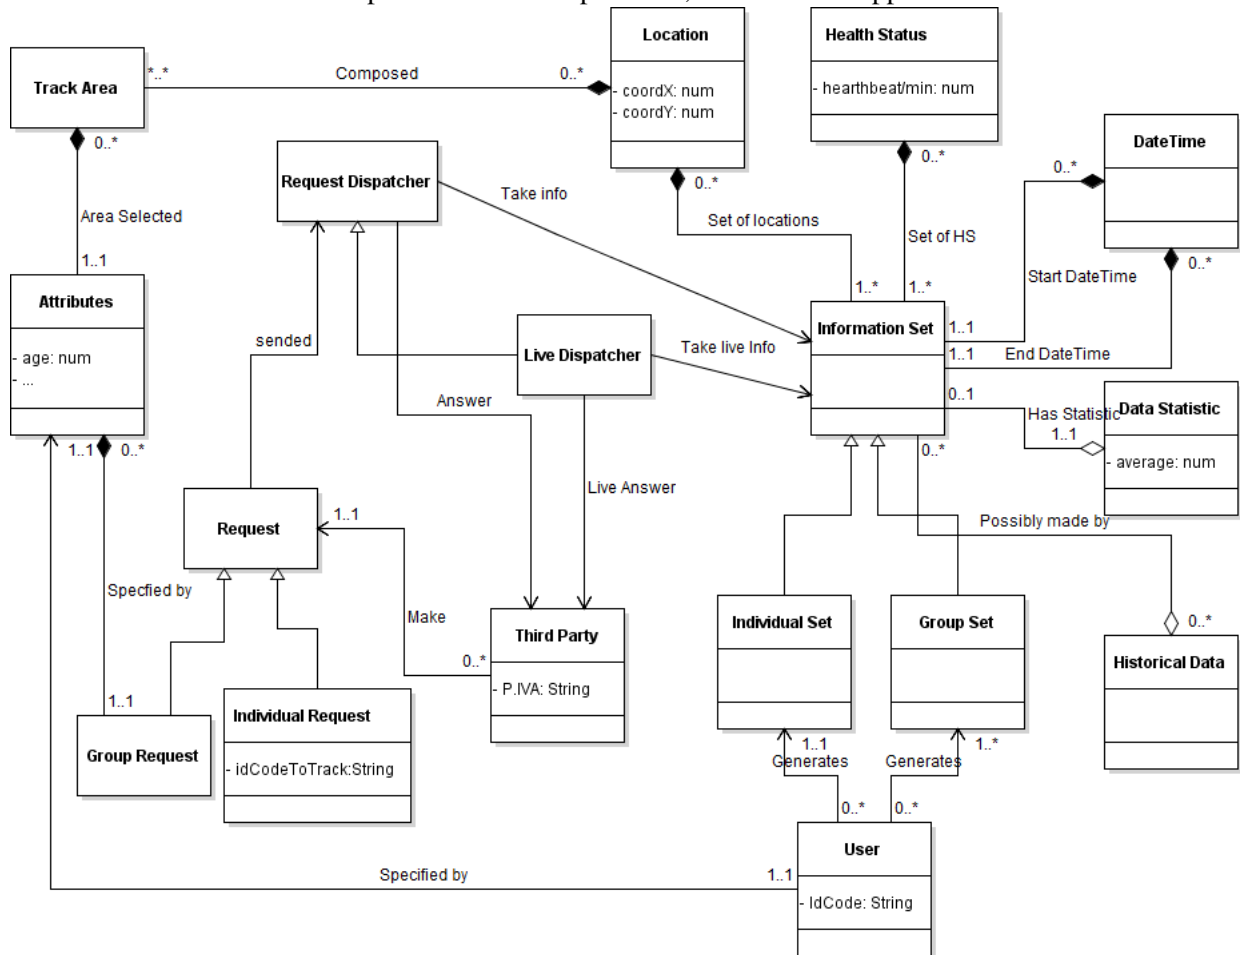 Location
- coordX: num
- coordY: num
Health Status
- hearthbeat/min: num
Track Area
*..*
Composed
0..*
0..*
DateTime
Request Dispatcher
Take info
0..*
0..*
0..*
Area Selected
Set of locations
Set of HS
0..*
1..1
Start DateTime
1..*
1..*
Attributes
- age: num
- ...
Information Set
sended
Live Dispatcher
Take live Info
1..1
1..1
End DateTime
0..1
Has Statistic
1..1
Data Statistic
- average: num
Answer
1..1
0..*
0..*
Live Answer
Request
1..1
Possibly made by
Specfied by
Make
Individual Set
Group Set
Third Party
- P.IVA: String
0..*
0..*
Historical Data
1..1
Group Request
Individual Request
- idCodeToTrack:String
1..1
1..*
Generates
Generates
0..*
0..*
User
- IdCode: String
Specified by
1..1